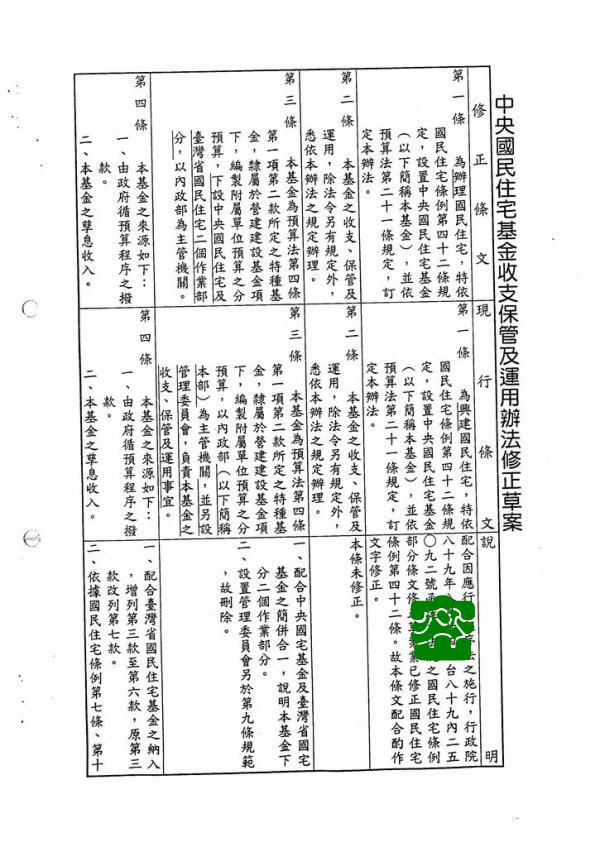 中央國民住宅基金收支保管及運用辦法修正草案
修正條文
第一條　為辦理國民住宅，特依
國民住宅條例第四十二條規
定，設置中央國民住宅基金
（以下簡稱本基金），並依
預算法第二十一條規定，訂
定本辦法。
第二條　本基金之收支、保管及
運用，除法令另有規定外，
悉依本辦法之規定辦理。
第三條　本基金為預算法第四條
第一項第二款所定之特種基
金，隸屬於營建建設基金項
下，編製附屬單位預算之分
預算，下設中央國民住宅及
臺灣省國民住宅二個作業部
分，以內政部為主管機關。
第四條　本基金之來源如下：
一、由政府循預算程序之撥
款。
二、本基金之孳息收入。
現行條文
第一條　為興建國民住宅，特依
國民住宅條例第四十二條規
定，設置中央國民住宅基金
（以下簡稱本基金），並依
預算法第二十一條規定，訂
定本辦法。
第二條　本基金之收支、保管及
運用，除法令另有規定外，
悉依本辦法之規定辦理。
第三條　本基金為預算法第四條
第一項第二款所定之特種基
金，隸屬於營建建設基金項
下，編製附屬單位預算之分
預算，以內政部（以下簡稱
本部）為主管機關，並另設
管理委員會，負責本基金之
收支、保管及運用事宜。
第四條　本基金之來源如下：
一、由政府循預算程序之撥
款。
二、本基金之孳息收入。
說明
配合因應行法之施行，行政院
八十九年台八十九內二五
〇九二號函之國民住宅條例
部分條文修業已修正國民住宅
條例第四十二條。故本條文配合酌作
文字修正。
本條未修正。
一、配合中央國宅基金及臺灣省國宅
基金之簡併合一，說明本基金下
分二個作業部分。
二、設置管理委員會另於第九條規範
，故刪除。
一、配合臺灣省國民住宅基金之納入
，增列第三款至第六款，原第三
款改列第七款。
二、依據國民住宅條例第七條、第十